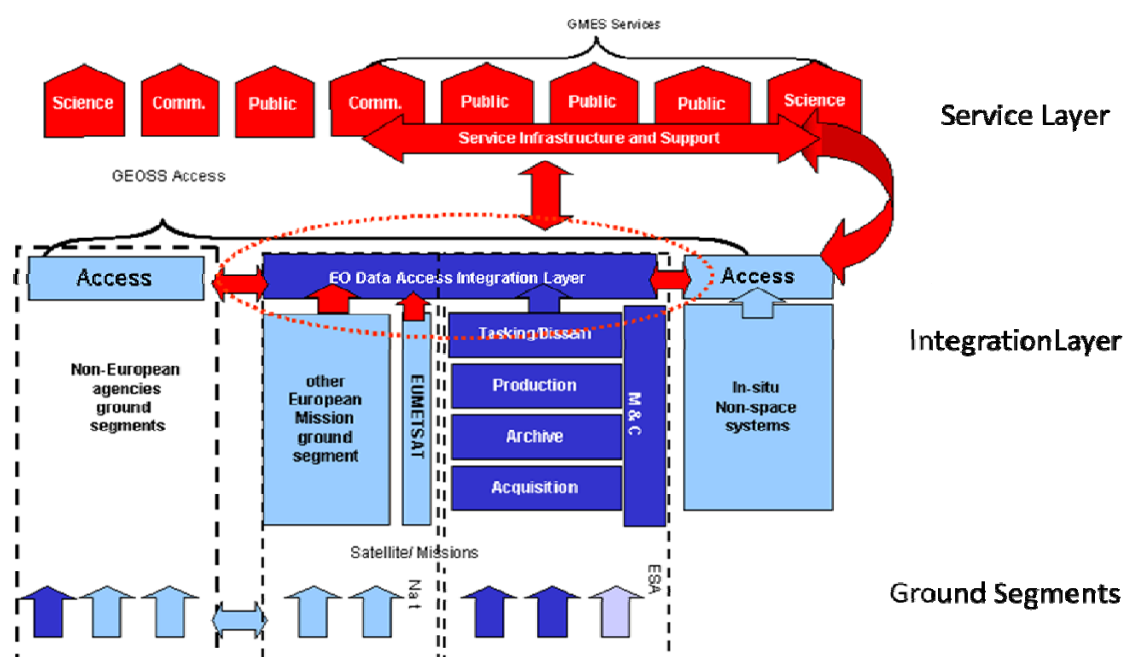 GMES Services
Science
Comm.
Public
Comm.
Public
Public
Public
Science
Service Layer
Service Infrastructure and Support
GEOSS Access
Access
EO Data Access Integration Layer
Access
Tasking/Dissem
IntegrationLayer
Non-European
agencies
ground
segments
other
European
Mission
ground
segment
EUMETSAT
Production
Archive
Acquisition
M & C
In-situ
Non-space
systems
Satellite/ Missions
Nat
ESA
Ground Segments